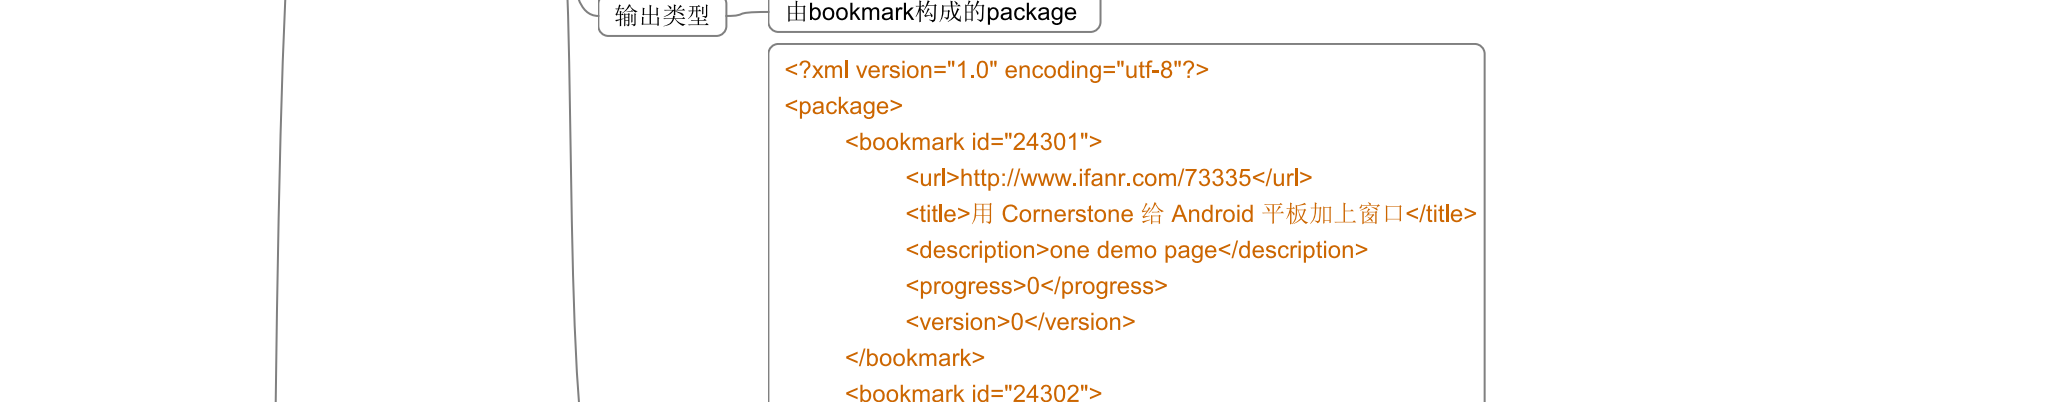 输出类型
由bookmark构成的package
<?xml version="1.0" encoding="utf-8"?>
<package>
<bookmark id="24301">
<url>http://www.ifanr.com/73335</url>
<title>用 Cornerstone 给 Android 平板加上窗口</title>
<description>one demo page</description>
<progress>0</progress>
<version>0</version>
</bookmark>
<bookmark id="24302">